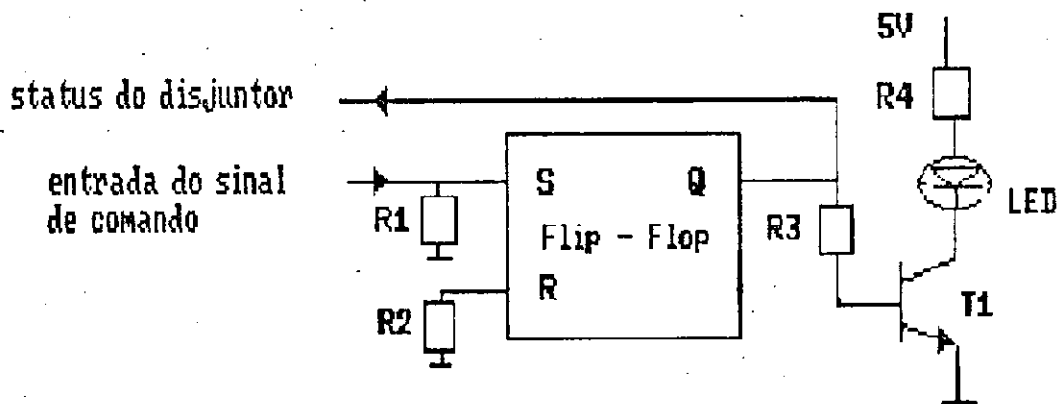 5V
status do disjuntor
R4
entrada do sinal
de comando
S
Q
LED
R1
Flip - Flop
R3
R
R2
T1